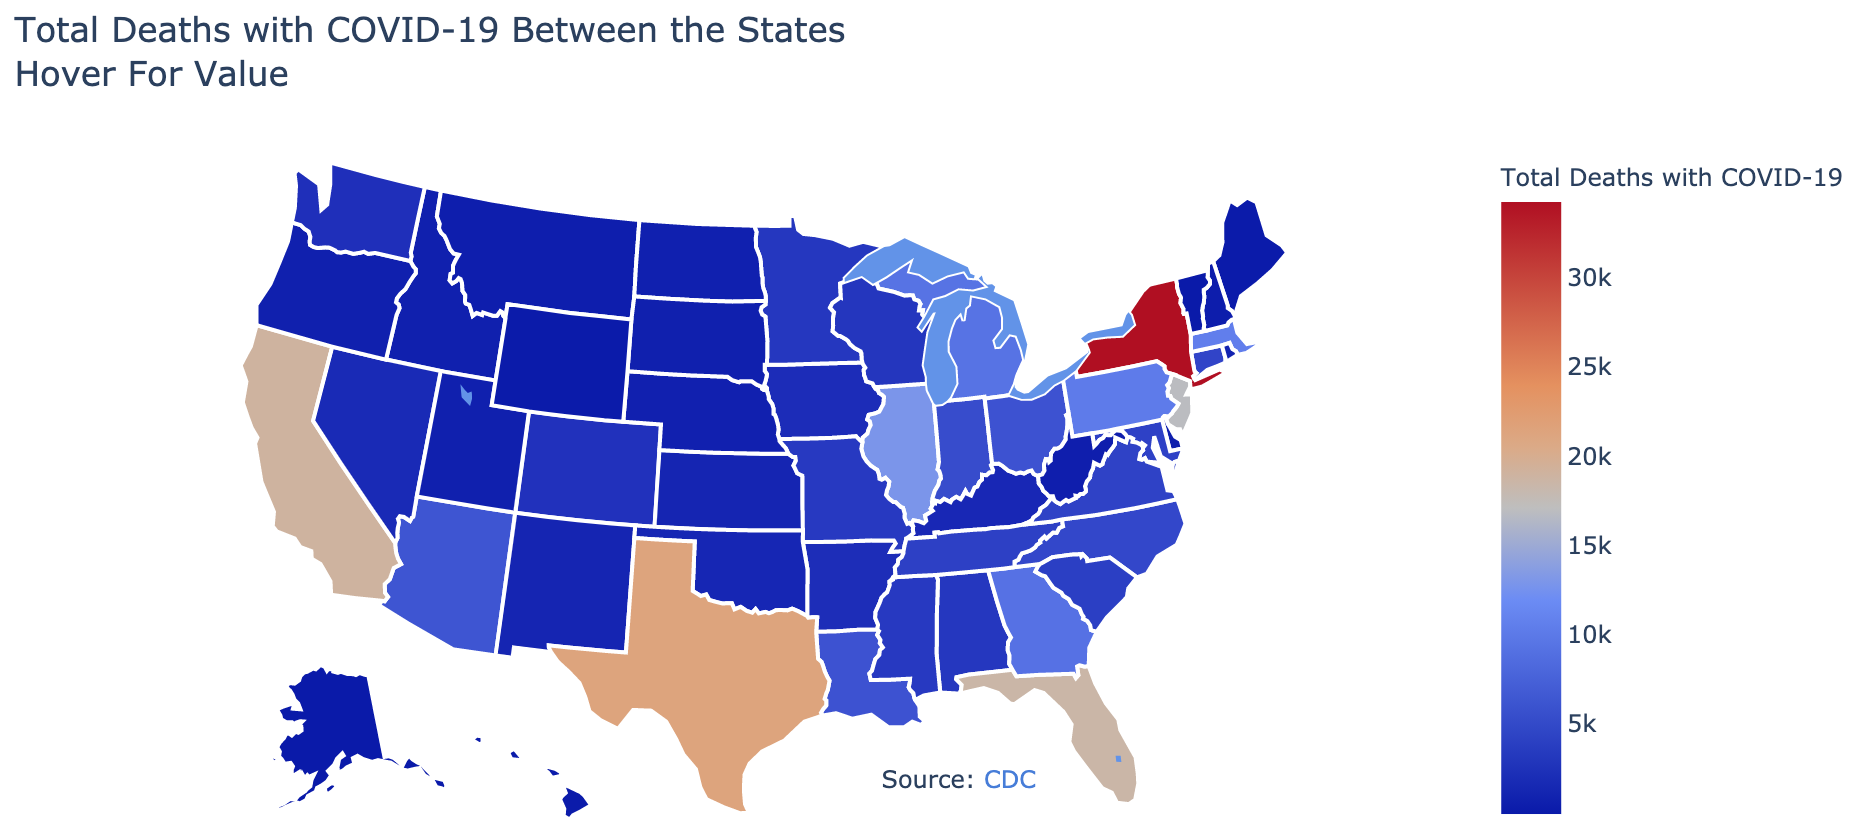 Total Deaths with COVID-19 Between the States
Hover For Value
Total Deaths with COVID-19
30k
25k
20k
15k
10k
5k
Source: CDC